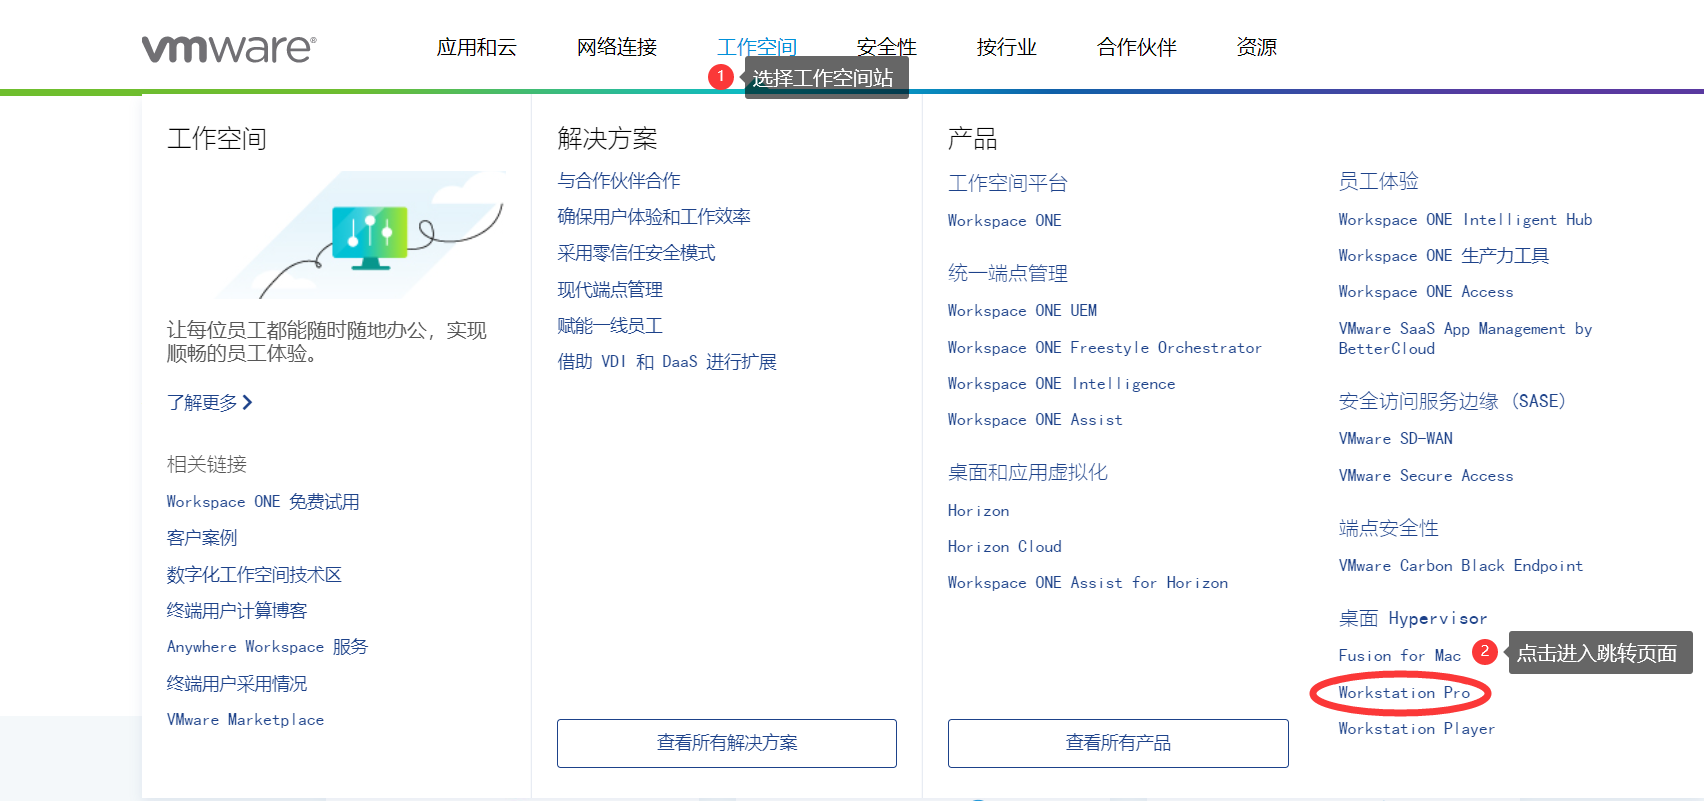 vmware®
应用和云
网络连接
工作空间
安全性
按行业
合作伙伴
资源
1
选择工作空间站
工作空间
让每位员工都能随时随地办公，实现
顺畅的员工体验。
了解更多
相关链接
Workspace ONE 免费试用
客户案例
数字化工作空间技术区
终端用户计算博客
Anywhere Workspace 服务
终端用户采用情况
VMware Marketplace
解决方案
与合作伙伴合作
确保用户体验和工作效率
采用零信任安全模式
现代端点管理
赋能一线员工
借助 VDI 和 DaaS 进行扩展
查看所有解决方案
产品
工作空间平台
Workspace ONE
统一端点管理
Workspace ONE UEM
Workspace ONE Freestyle Orchestrator
Workspace ONE Intelligence
Workspace ONE Assist
桌面和应用虚拟化
Horizon
Horizon Cloud
Workspace ONE Assist for Horizon
查看所有产品
员工体验
Workspace ONE Intelligent Hub
Workspace ONE 生产力工具
Workspace ONE Access
VMware SaaS App Management by
BetterCloud
安全访问服务边缘 (SASE)
VMware SD-WAN
VMware Secure Access
端点安全性
VMware Carbon Black Endpoint
桌面 Hypervisor
Fusion for Mac
2
点击进入跳转页面
Workstation Pro
Workstation Player